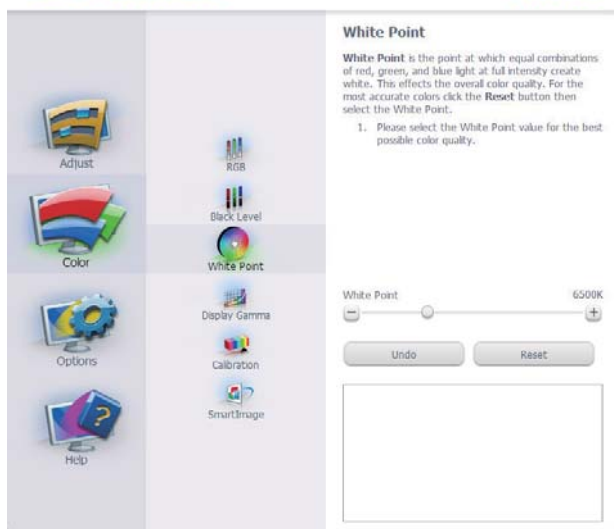 Adjust
Color
Options
Help
RGB
Black Level
White Point
Display Gamma
Calibration
SmartImage
White Point
White Point is the point at which equal combinations
of red, green, and blue light at full intensity create
white. This effects the overall color quality. For the
most accurate colors click the Reset button then
select the White Point.
1. Please select the White Point value for the best
possible color quality.
White Point 6500K
Undo Reset